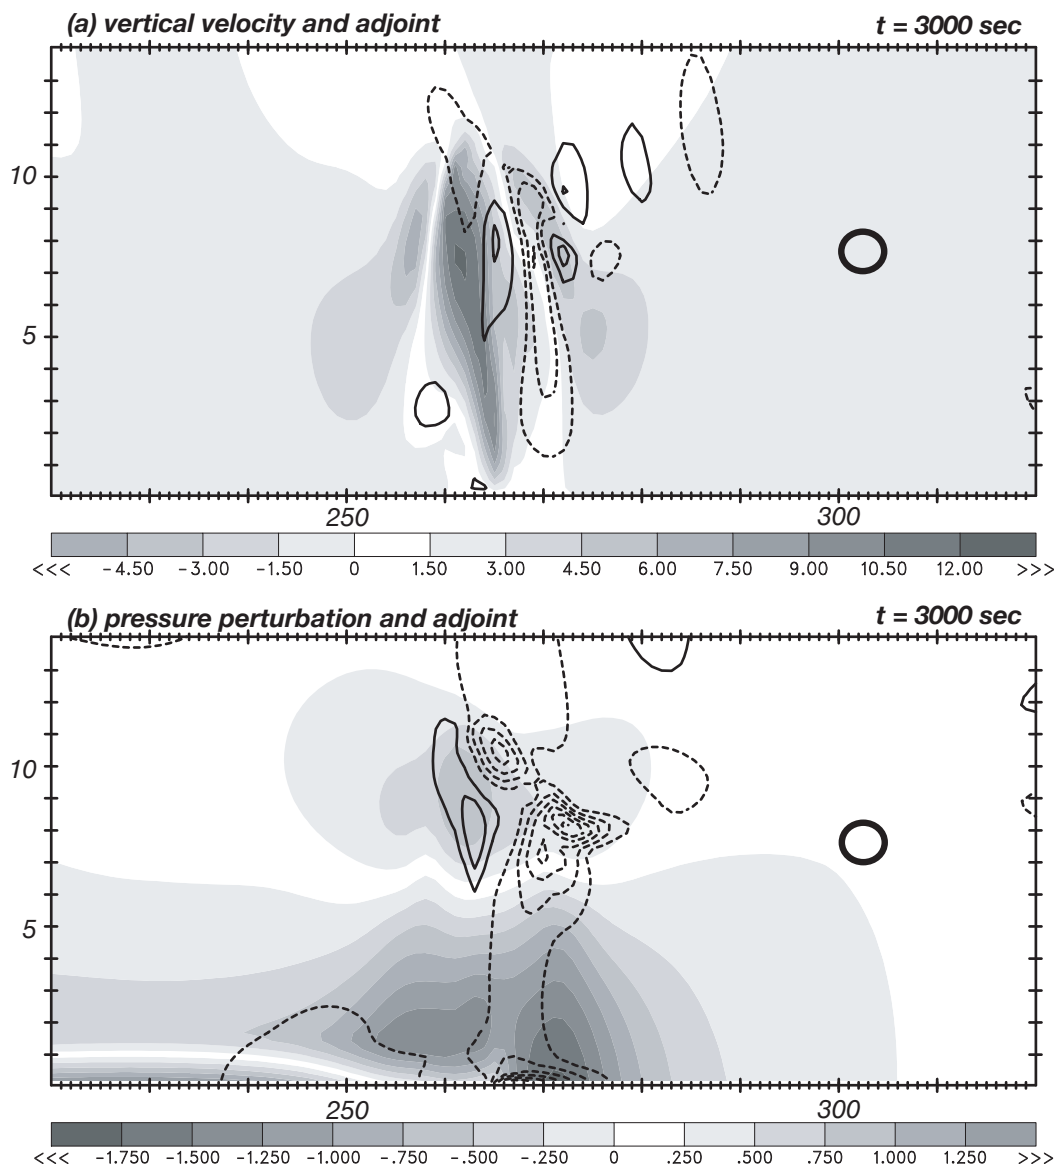 (a) vertical velocity and adjoint t = 3000 sec
10
5
250 300
<<< -4.50 -3.00 -1.50 0 1.50 3.00 4.50 6.00 7.50 9.00 10.50 12.00 >>>
(b) pressure perturbation and adjoint t = 3000 sec
10
5
250 300
<<< -1.750 -1.500 -1.250 -1.000 -.750 -.500 -.250 0 .250 .500 .750 1.000 1.250 >>>